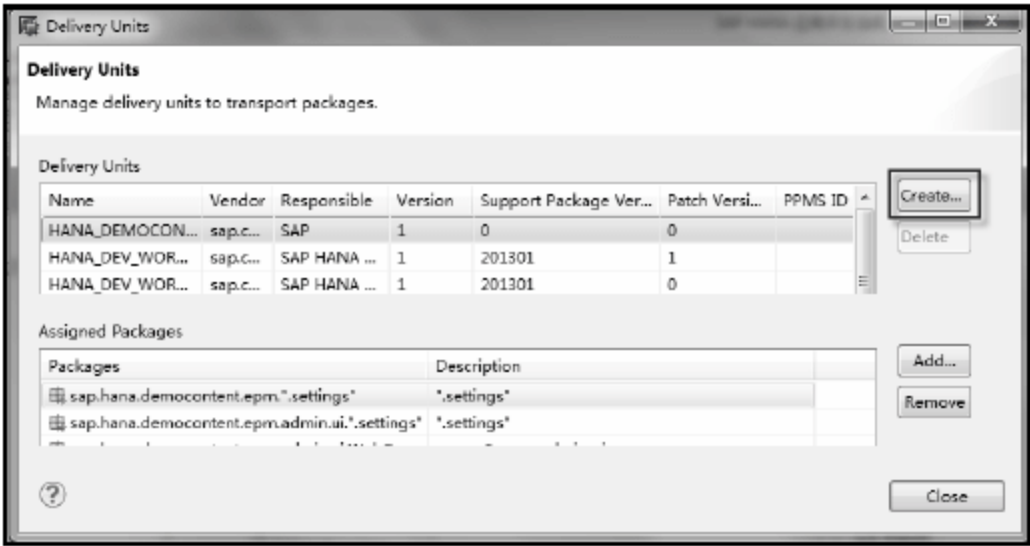 Delivery Units
Delivery Units
Manage delivery units to transport packages.
Delivery Units
Name Vendor Responsible Version Support Package Ver... Patch Versi... PPMS ID
Create...
HANA_DEMOCON... sap.c... SAP 1 0 0
Delete
HANA_DEV_WOR... sap.c... SAP HANA ... 1 201301 1
HANA_DEV_WOR... sap.c... SAP HANA ... 1 201301 0
Assigned Packages
Packages Description
Add...
sap.hana.democontent.epm.".settings" ".settings"
Remove
sap.hana.democontent.epm.admin.ui.".settings" ".settings"
Close